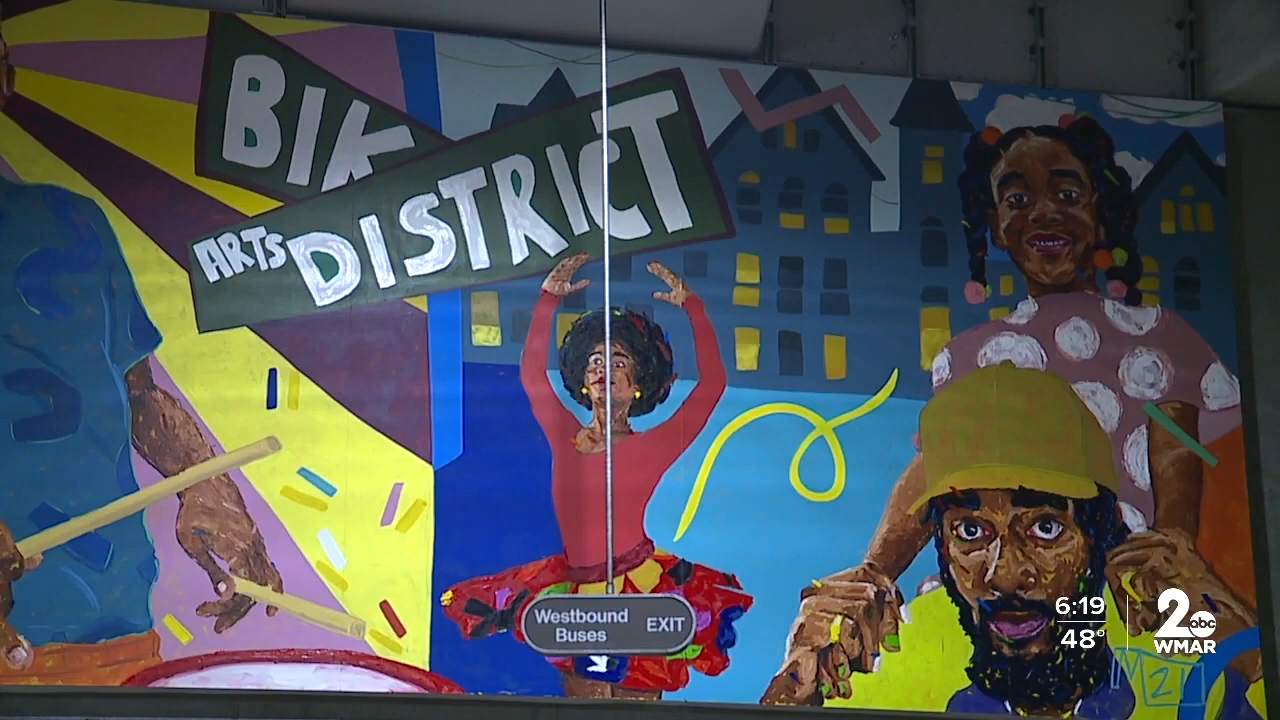 BIK
ARTS DISTRICT
Westbound EXIT
Buses
6:19
48°
2 abc
WMAR